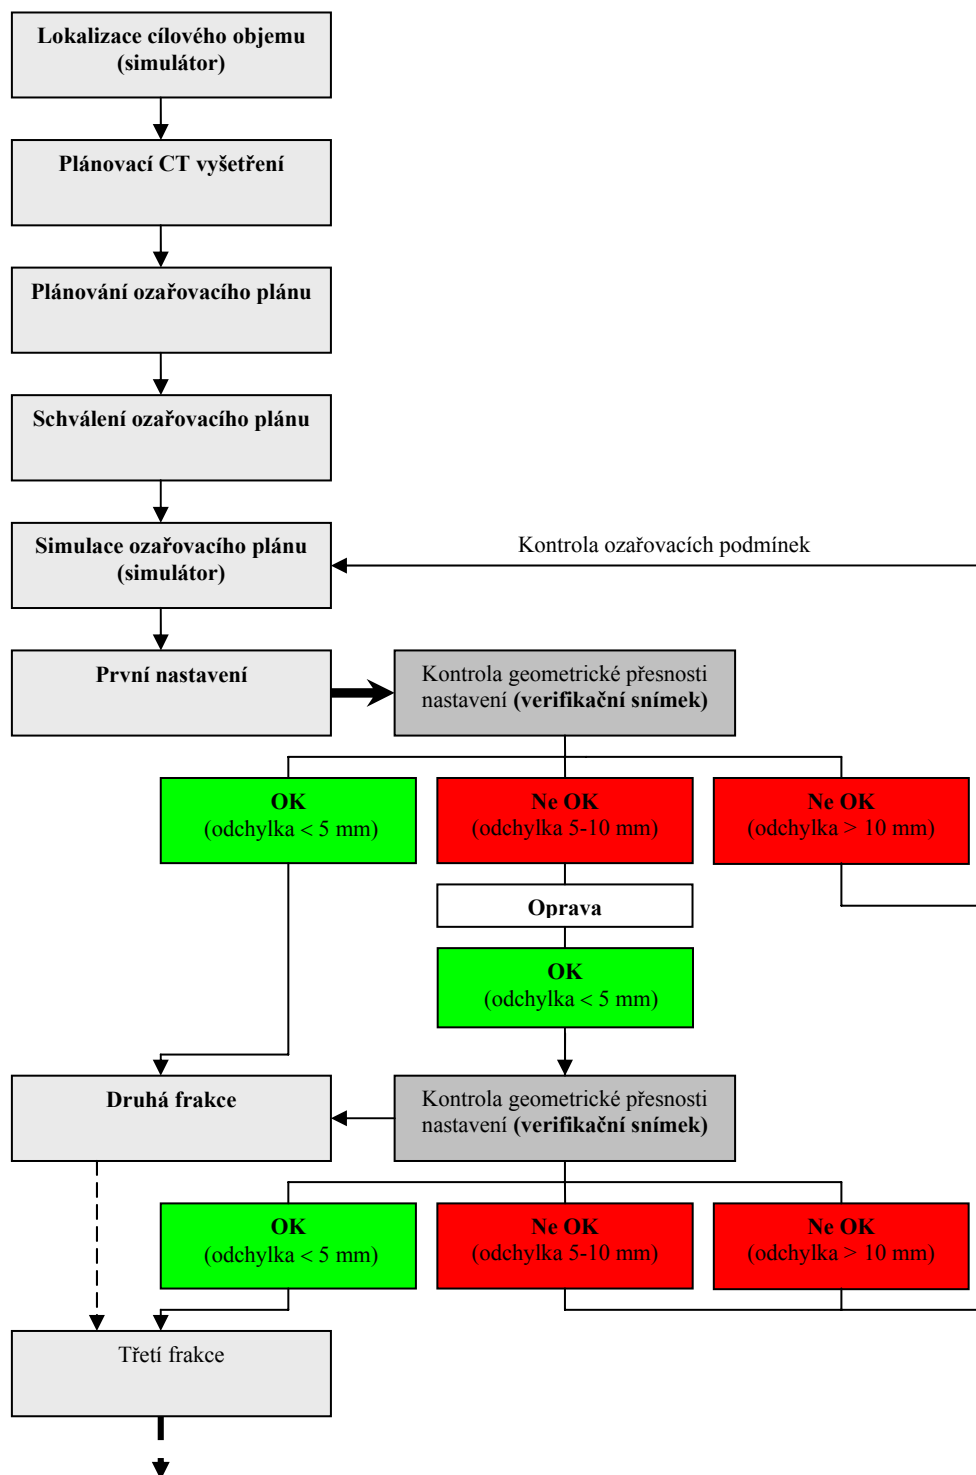 Lokalizace cílového objemu
(simulátor)
Plánovací CT vyšetření
Plánování ozařovacího plánu
Schválení ozařovacího plánu
Simulace ozařovacího plánu
(simulátor)
Kontrola ozařovacích podmínek
První nastavení
Kontrola geometrické přesnosti
nastavení (verifikační snímek)
OK
(odchylka < 5 mm)
Ne OK
(odchylka 5-10 mm)
Ne OK
(odchylka > 10 mm)
Oprava
OK
(odchylka < 5 mm)
Druhá frakce
Kontrola geometrické přesnosti
nastavení (verifikační snímek)
OK
(odchylka < 5 mm)
Ne OK
(odchylka 5-10 mm)
Ne OK
(odchylka > 10 mm)
Třetí frakce